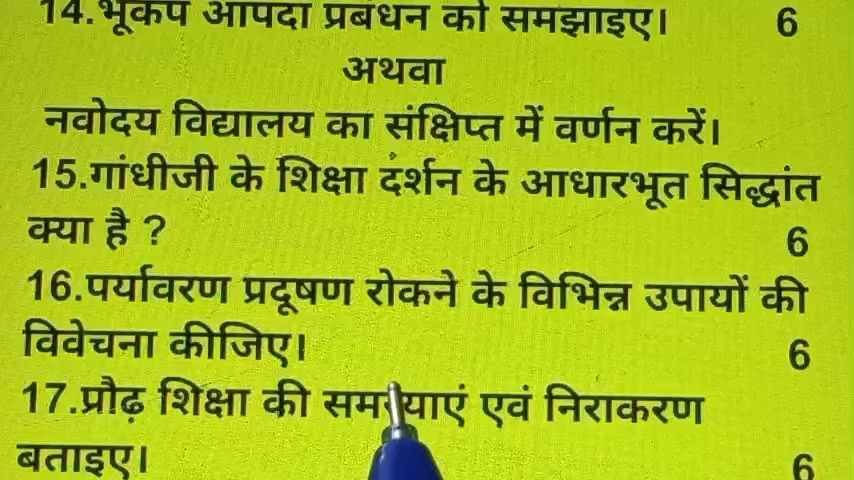 14.भूकंप आपदा प्रबंधन को समझाइए। 6
अथवा
नवोदय विद्यालय का संक्षिप्त में वर्णन करें।
15.गांधीजी के शिक्षा दर्शन के आधारभूत सिद्धांत
क्या है ? 6
16.पर्यावरण प्रदूषण रोकने के विभिन्न उपायों की
विवेचना कीजिए। 6
17.प्रौढ़ शिक्षा की समस्याएं एवं निराकरण
बताइए। 6